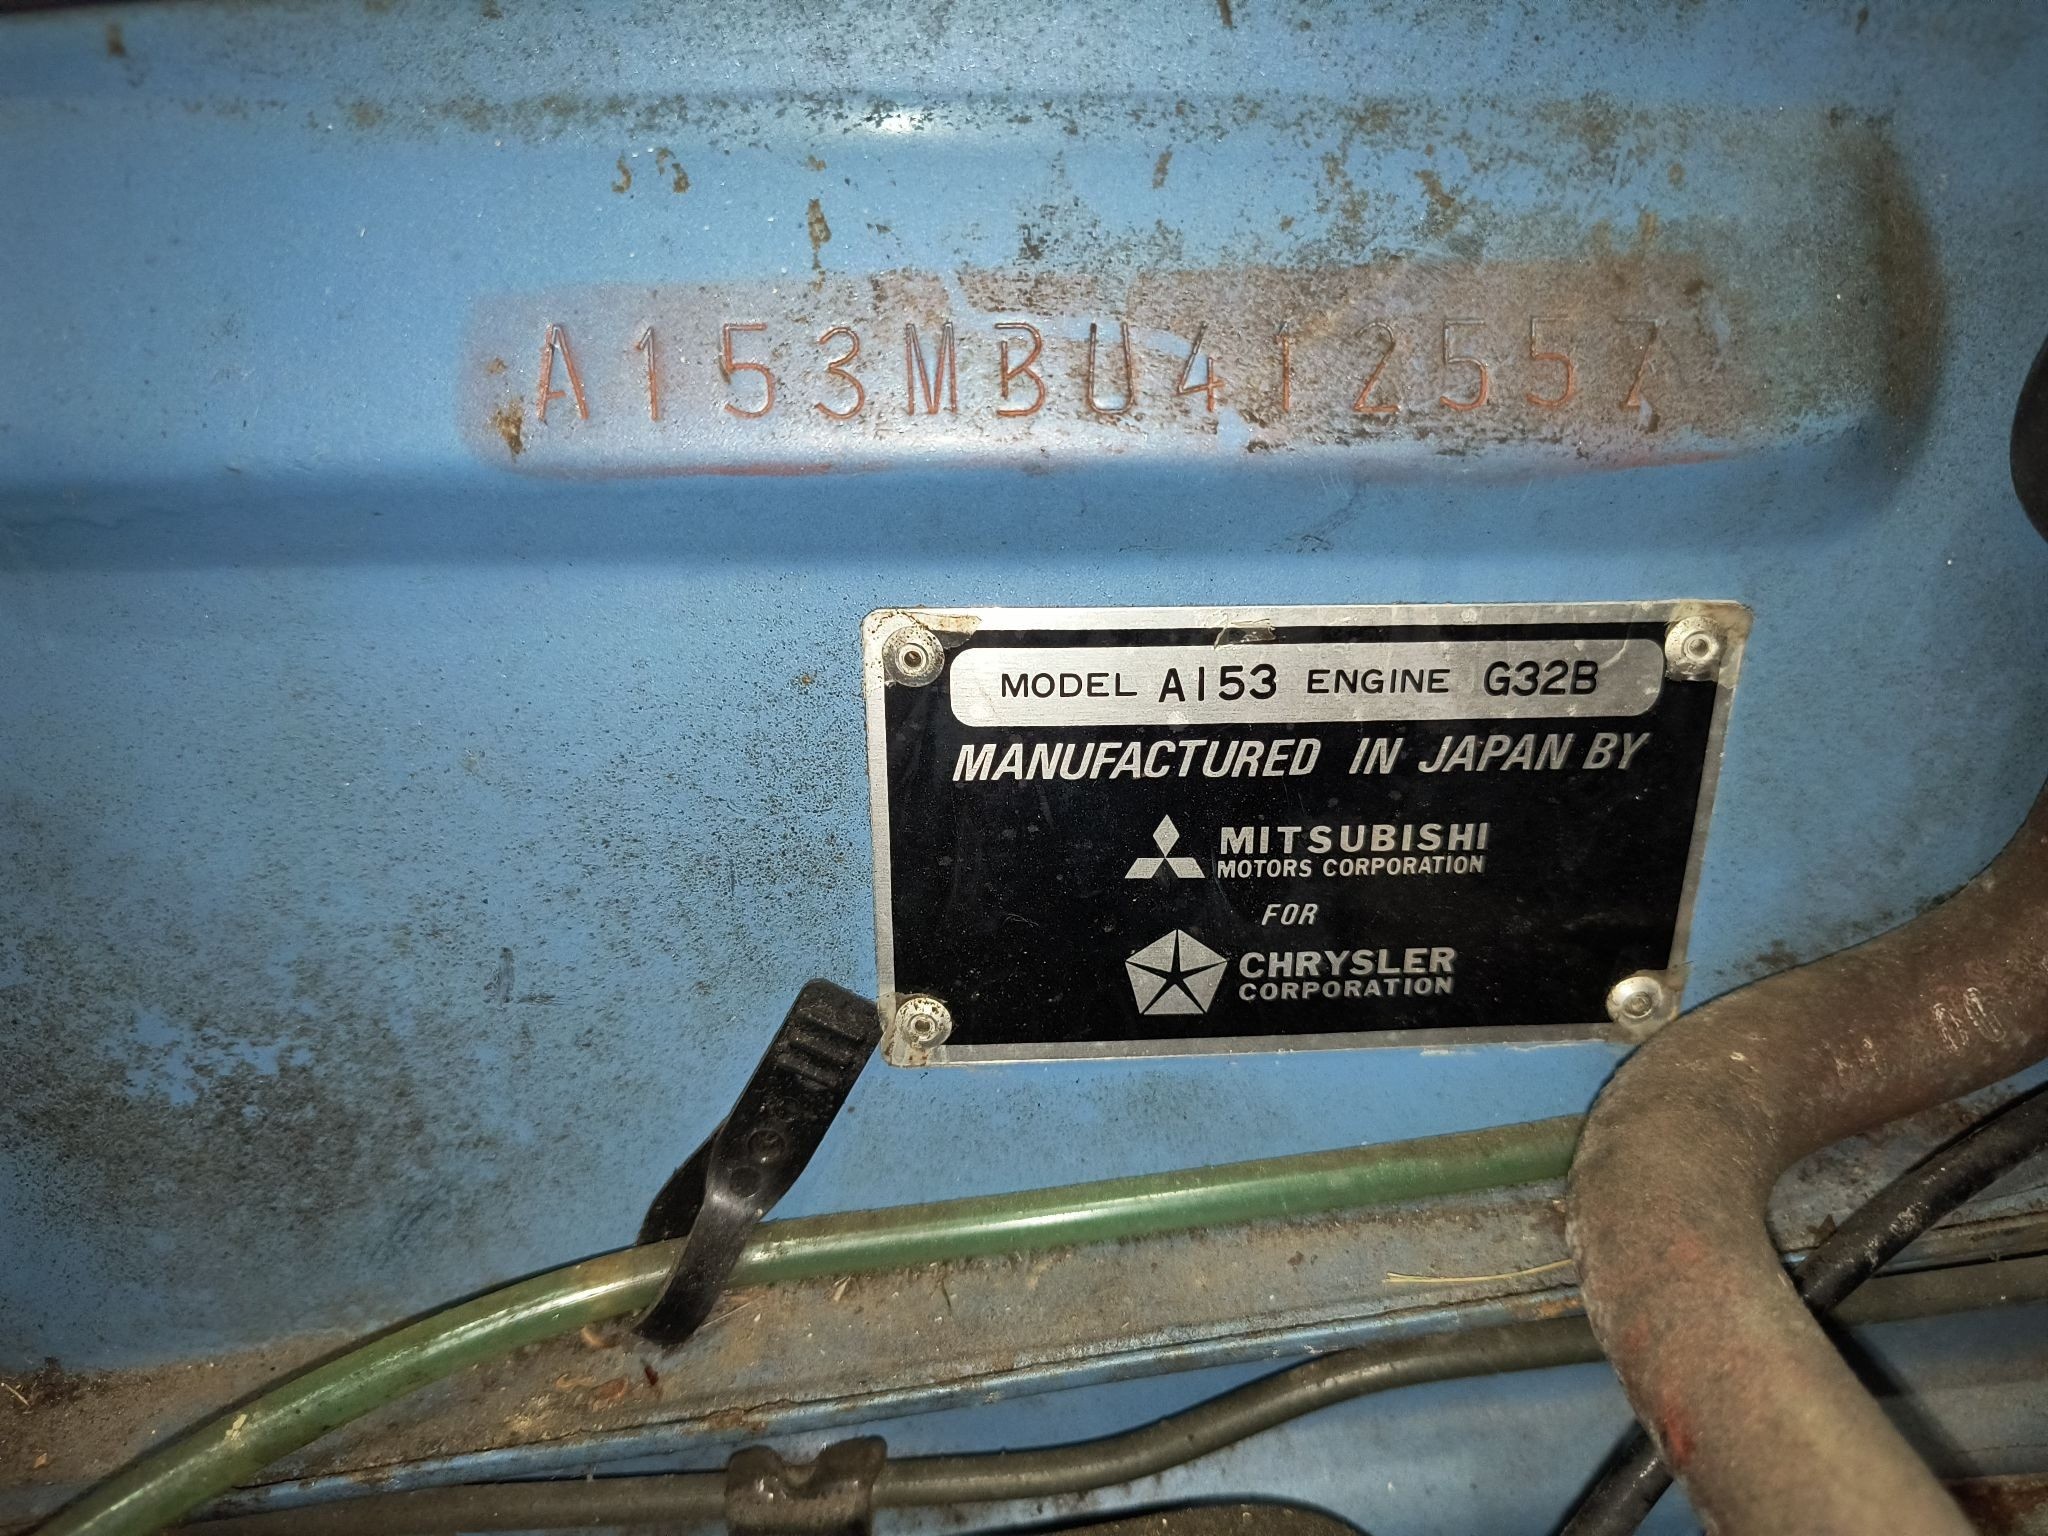 A153MBU412557
MODEL A153 ENGINE G32B
MANUFACTURED IN JAPAN BY
MITSUBISHI
MOTORS CORPORATION
FOR
CHRYSLER
CORPORATION